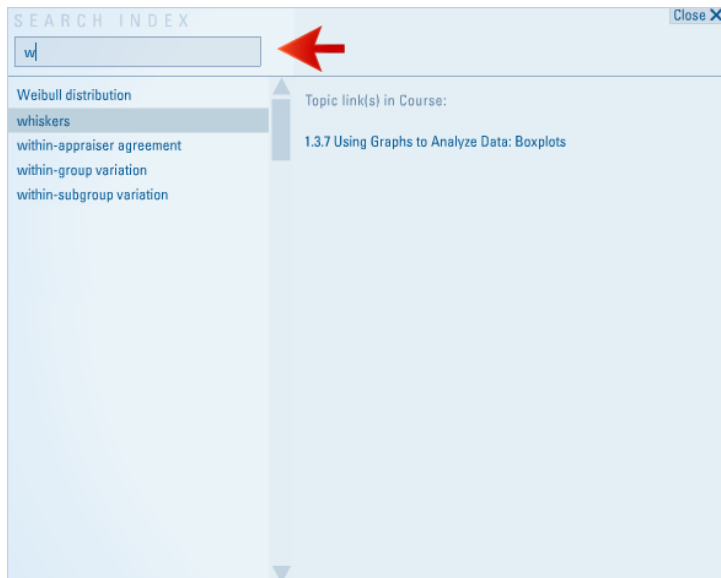 SEARCH INDEX
Close X
w
Weibull distribution
whiskers
within-appraiser agreement
within-group variation
within-subgroup variation
Topic link(s) in Course:
1.3.7 Using Graphs to Analyze Data: Boxplots